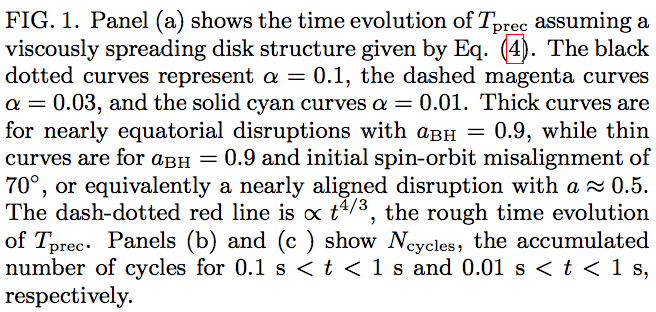 FIG. 1. Panel (a) shows the time evolution of T_prec assuming a
viscously spreading disk structure given by Eq. (4). The black
dotted curves represent α = 0.1, the dashed magenta curves
α = 0.03, and the solid cyan curves α = 0.01. Thick curves are
for nearly equatorial disruptions with a_BH = 0.9, while thin
curves are for a_BH = 0.9 and initial spin-orbit misalignment of
70°, or equivalently a nearly aligned disruption with a ≈ 0.5.
The dash-dotted red line is ∝ t^{4/3}, the rough time evolution
of T_prec. Panels (b) and (c ) show N_cycles, the accumulated
number of cycles for 0.1 s < t < 1 s and 0.01 s < t < 1 s,
respectively.